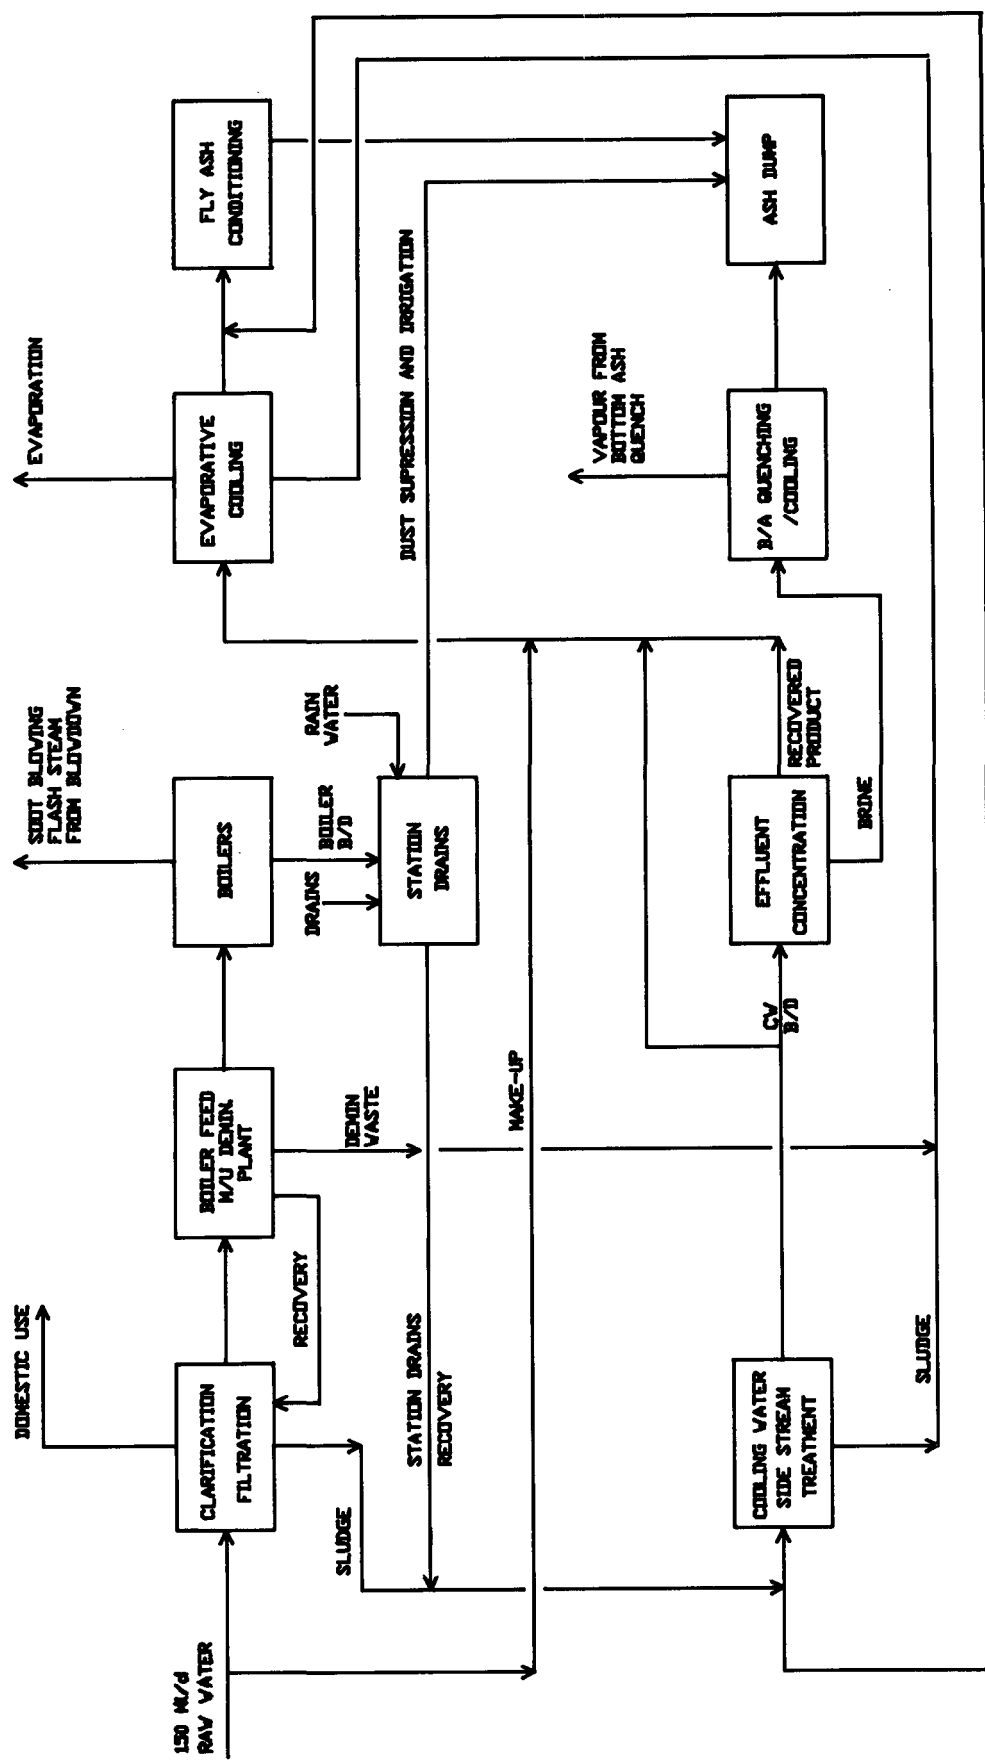 150 Ml/d
RAW WATER
DOMESTIC USE
CLARIFICATION
FILTRATION
SLUDGE
RECOVERY
BOILER FEED
M/U DEMIN.
PLANT
DEMIN
WASTE
STATION DRAINS
RECOVERY
SOOT BLOWING
FLASH STEAM
FROM BLOWDOWN
BOILERS
DRAINS
BOILER
B/D
RAIN
WATER
STATION
DRAINS
EVAPORATION
EVAPORATIVE
COOLING
FLY ASH
CONDITIONING
DUST SUPRESSION AND IRRIGATION
MAKE-UP
COOLING WATER
SIDE STREAM
TREATMENT
SLUDGE
CW
B/D
EFFLUENT
CONCENTRATION
RECOVERED
PRODUCT
BRINE
VAPOUR FROM
BOTTOM ASH
QUENCH
B/A QUENCHING
/COOLING
ASH DUMP